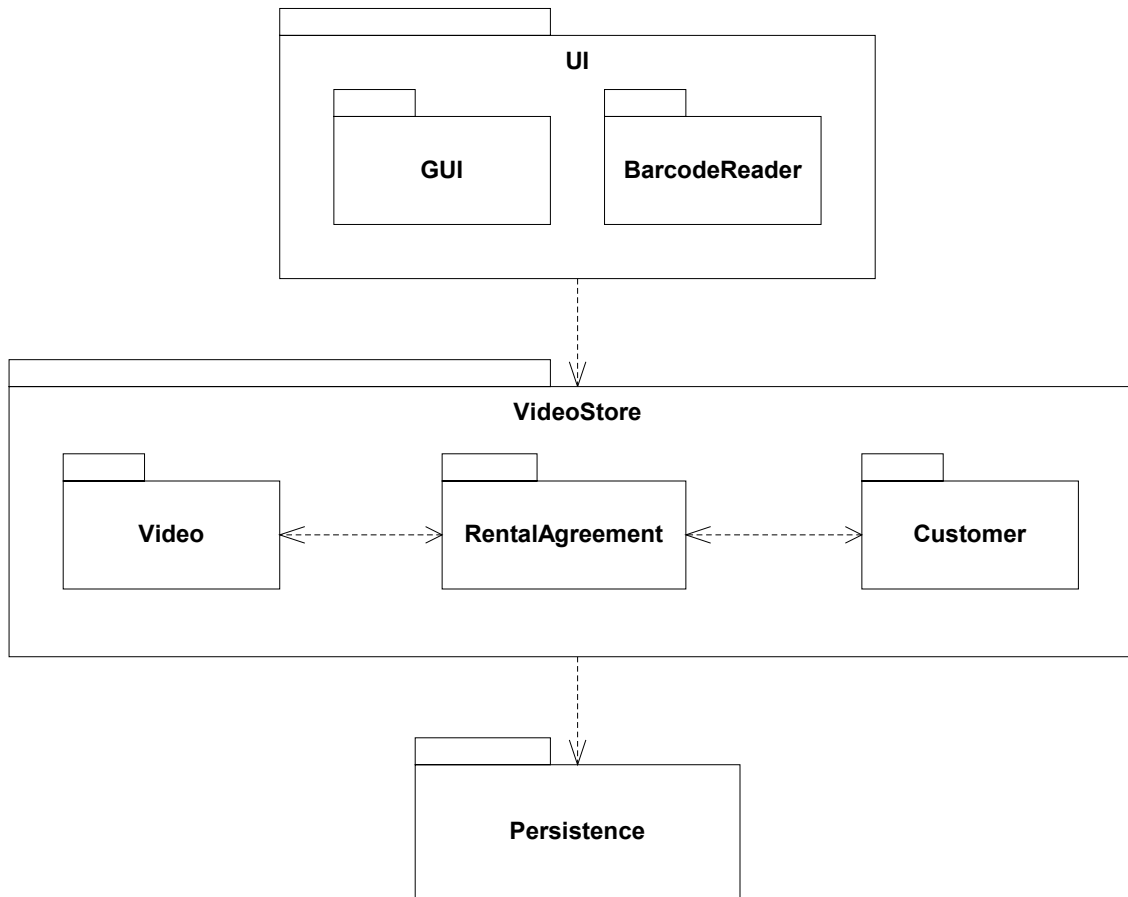 UI
GUI
BarcodeReader
VideoStore
Video
RentalAgreement
Customer
Persistence